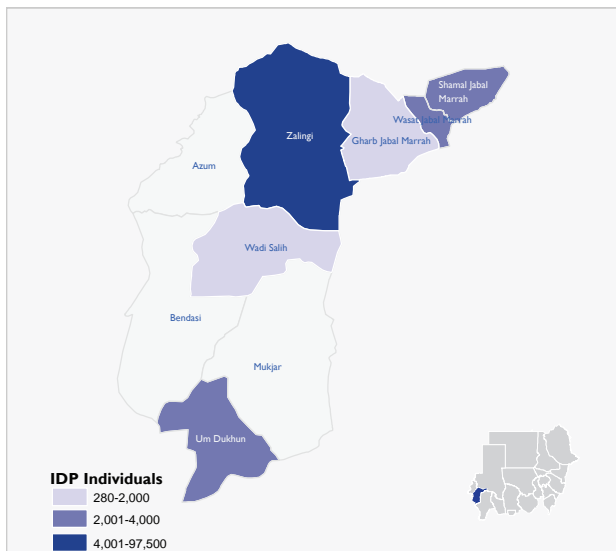 Shamal Jabal
Marrah
Wasat Jabal Marrah
Zalingi
Gharb Jabal Marrah
Azum
Wadi Salih
Bendasi
Mukjar
Um Dukhun
IDP Individuals
280-2,000
2,001-4,000
4,001-97,500